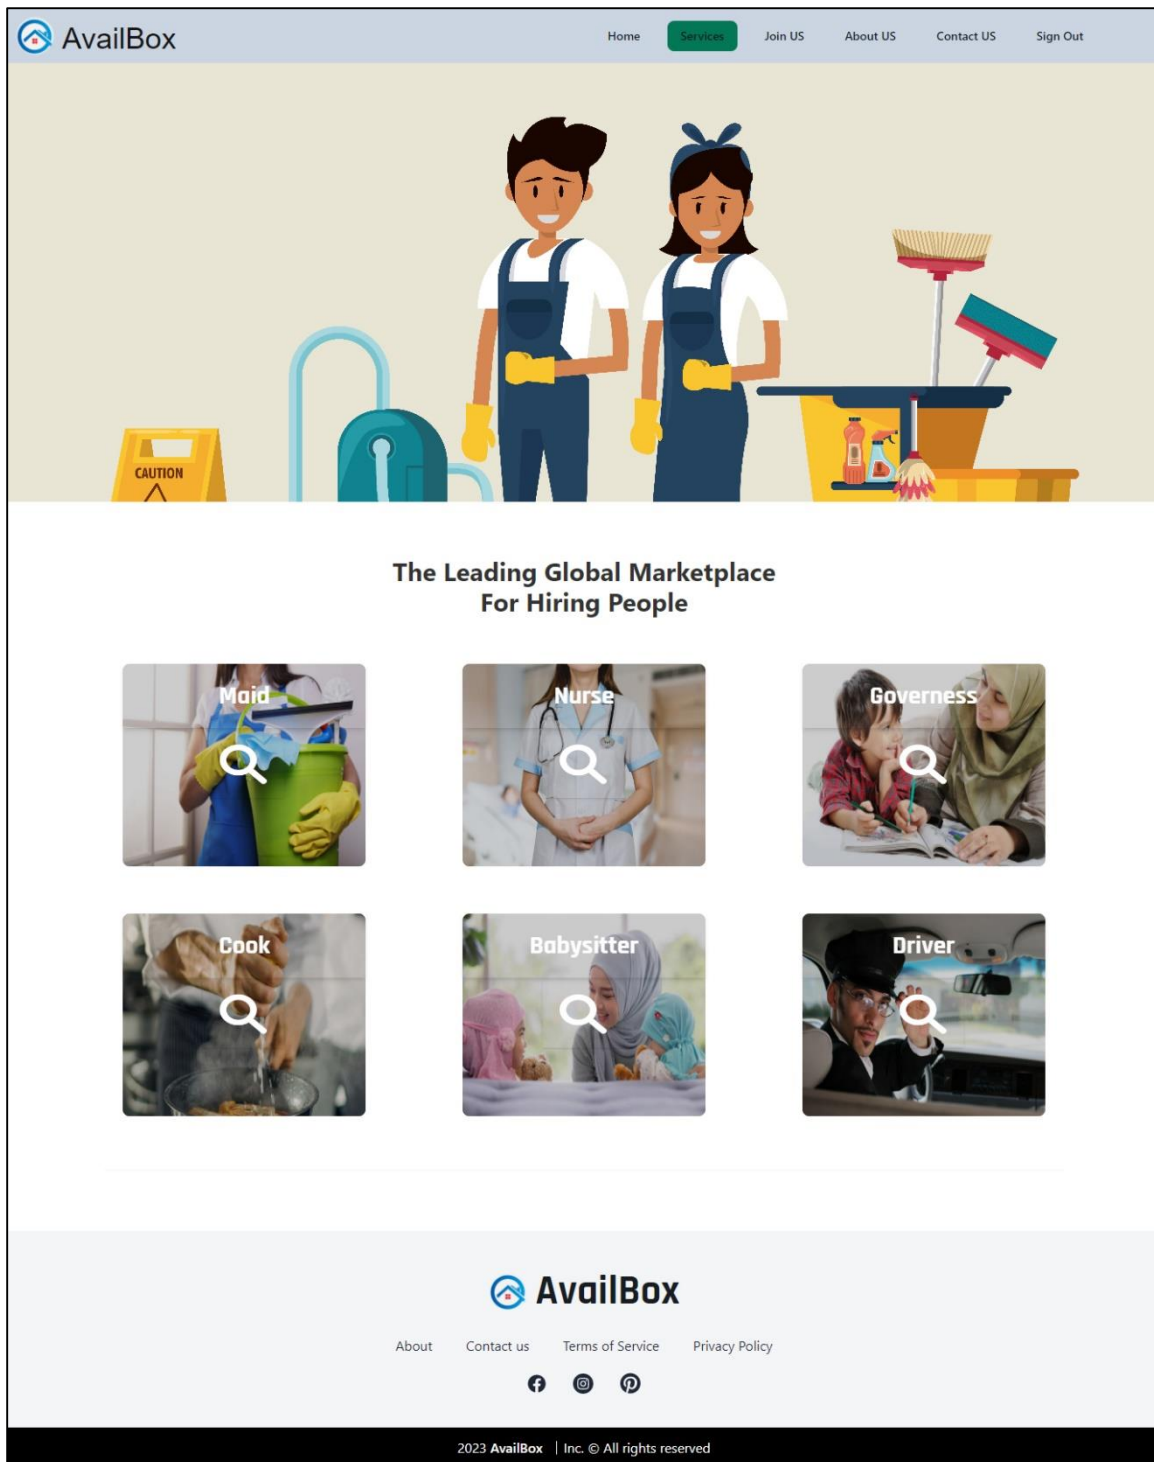 AvailBox
Home Services Join US About US Contact US Sign Out
CAUTION
The Leading Global Marketplace
For Hiring People
Maid Nurse Governess
Cook Babysitter Driver
AvailBox
About Contact us Terms of Service Privacy Policy
2023 AvailBox | Inc. © All rights reserved